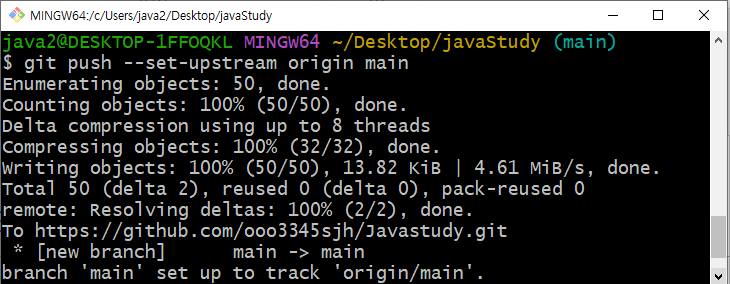 MINGW64:/c/Users/java2/Desktop/javaStudy
java2@DESKTOP-1FFOQKL MINGW64 ~/Desktop/javaStudy (main)
$ git push --set-upstream origin main
Enumerating objects: 50, done.
Counting objects: 100% (50/50), done.
Delta compression using up to 8 threads
Compressing objects: 100% (32/32), done.
Writing objects: 100% (50/50), 13.82 KiB | 4.61 MiB/s, done.
Total 50 (delta 2), reused 0 (delta 0), pack-reused 0
remote: Resolving deltas: 100% (2/2), done.
To https://github.com/ooo3345sjh/Javastudy.git
 * [new branch]      main -> main
branch 'main' set up to track 'origin/main'.